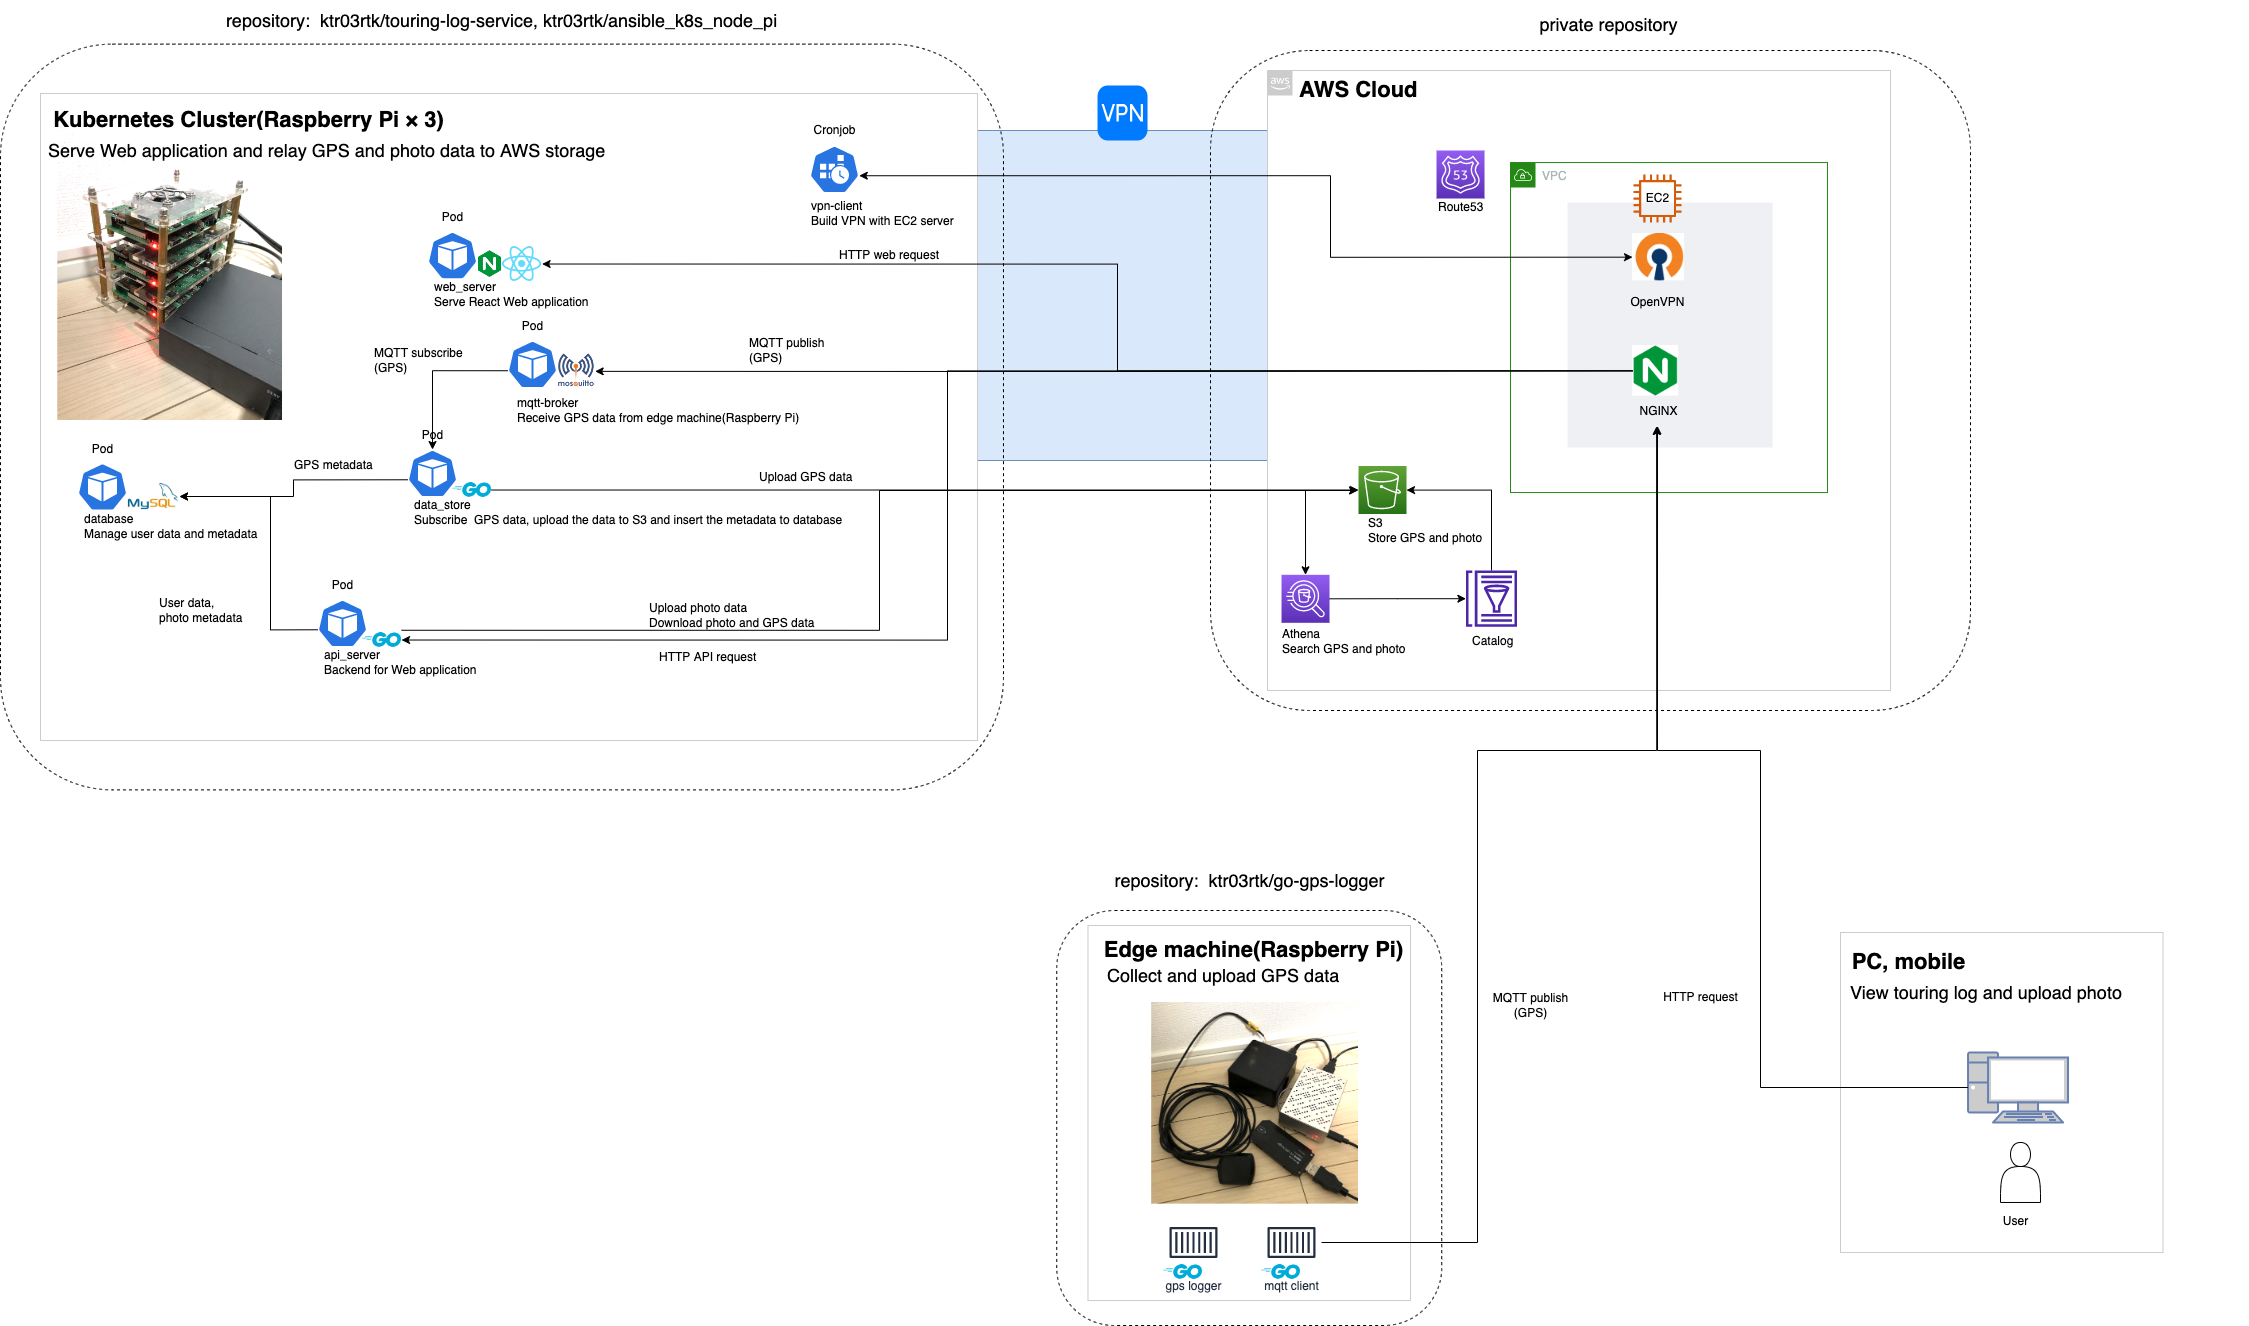 repository:  ktr03rtk/touring-log-service, ktr03rtk/ansible_k8s_node_pi
Kubernetes Cluster(Raspberry Pi × 3)
Serve Web application and relay GPS and photo data to AWS storage
Cronjob
vpn-client
Build VPN with EC2 server
Pod
web_server
Serve React Web application
HTTP web request
Pod
MQTT subscribe
(GPS)
mosquitto
MQTT publish
(GPS)
mqtt-broker
Receive GPS data from edge machine(Raspberry Pi)
Pod
GO
data_store
Subscribe  GPS data, upload the data to S3 and insert the metadata to database
GPS metadata
Upload GPS data
Pod
MySQL
database
Manage user data and metadata
User data,
photo metadata
Pod
GO
api_server
Backend for Web application
Upload photo data
Download photo and GPS data
HTTP API request
VPN
private repository
aws
AWS Cloud
53
Route53
VPC
EC2
OpenVPN
N
NGINX
S3
Store GPS and photo
Athena
Search GPS and photo
Catalog
repository:  ktr03rtk/go-gps-logger
Edge machine(Raspberry Pi)
Collect and upload GPS data
GO
gps logger
GO
mqtt client
MQTT publish
(GPS)
HTTP request
PC, mobile
View touring log and upload photo
User